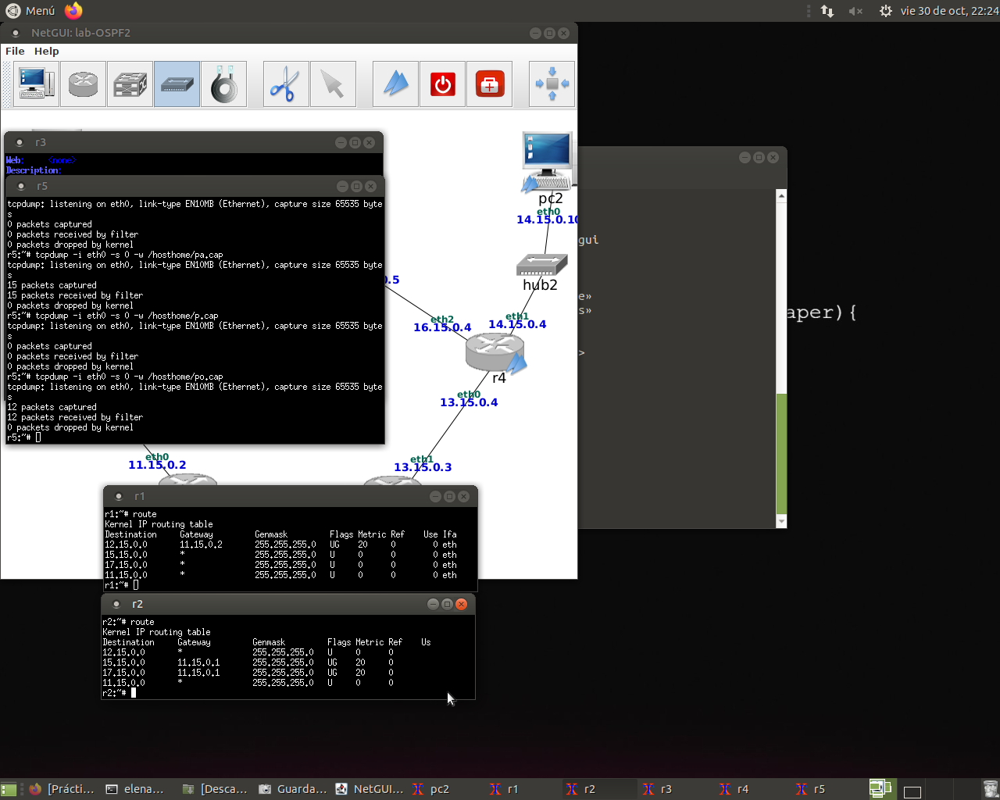 Menú
vie 30 de oct, 22:24
NetGUI: lab-OSPF2
File Help
r3
Web: <none>
Description:
r5
tcpdump: listening on eth0, link-type EN10MB (Ethernet), capture size 65535 byte
s
0 packets captured
0 packets received by filter
0 packets dropped by kernel
r5:~# tcpdump -i eth0 -s 0 -w /hosthome/pa.cap
tcpdump: listening on eth0, link-type EN10MB (Ethernet), capture size 65535 byte
s
15 packets captured
15 packets received by filter
0 packets dropped by kernel
r5:~# tcpdump -i eth0 -s 0 -w /hosthome/p.cap
tcpdump: listening on eth0, link-type EN10MB (Ethernet), capture size 65535 byte
s
0 packets captured
0 packets received by filter
0 packets dropped by kernel
r5:~# tcpdump -i eth0 -s 0 -w /hosthome/po.cap
tcpdump: listening on eth0, link-type EN10MB (Ethernet), capture size 65535 byte
s
12 packets captured
12 packets received by filter
0 packets dropped by kernel
r5:~#
pc2
eth0
14.15.0.10
hub2
0.5
eth2
16.15.0.4
eth1
14.15.0.4
r4
eth0
13.15.0.4
eth0
11.15.0.2
eth1
13.15.0.3
gui
e»
s»
>
aper){
r1
r1:~# route
Kernel IP routing table
Destination Gateway Genmask Flags Metric Ref Use Ifa
12.15.0.0 11.15.0.2 255.255.255.0 UG 20 0 0 eth
15.15.0.0 * 255.255.255.0 U 0 0 0 eth
17.15.0.0 * 255.255.255.0 U 0 0 0 eth
11.15.0.0 * 255.255.255.0 U 0 0 0 eth
r1:~#
r2
r2:~# route
Kernel IP routing table
Destination Gateway Genmask Flags Metric Ref Us
12.15.0.0 * 255.255.255.0 U 0 0
15.15.0.0 11.15.0.1 255.255.255.0 UG 20 0
17.15.0.0 11.15.0.1 255.255.255.0 UG 20 0
11.15.0.0 * 255.255.255.0 U 0 0
r2:~#
[Prácti... elena... [Desca... Guarda... NetGUI... pc2 r1 r2 r3 r4 r5